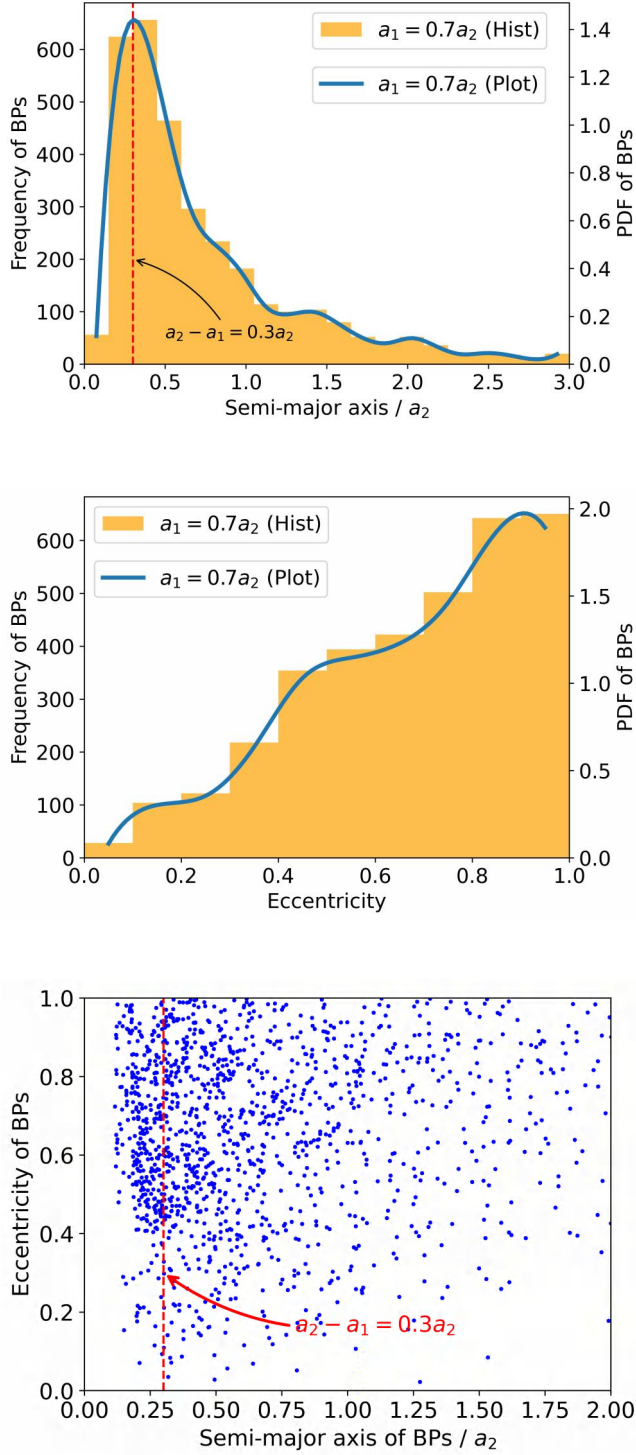 a₁ = 0.7a₂ (Hist)
a₁ = 0.7a₂ (Plot)
Frequency of BPs
600
500
400
300
200
100
0
PDF of BPs
1.4
1.2
1.0
0.8
0.6
0.4
0.2
0.0
a₂ − a₁ = 0.3a₂
0.0 0.5 1.0 1.5 2.0 2.5 3.0
Semi-major axis / a₂
a₁ = 0.7a₂ (Hist)
a₁ = 0.7a₂ (Plot)
Frequency of BPs
600
500
400
300
200
100
0
PDF of BPs
2.0
1.5
1.0
0.5
0.0
0.0 0.2 0.4 0.6 0.8 1.0
Eccentricity
Eccentricity of BPs
1.0
0.8
0.6
0.4
0.2
0.0
a₂ − a₁ = 0.3a₂
0.00 0.25 0.50 0.75 1.00 1.25 1.50 1.75 2.00
Semi-major axis of BPs / a₂